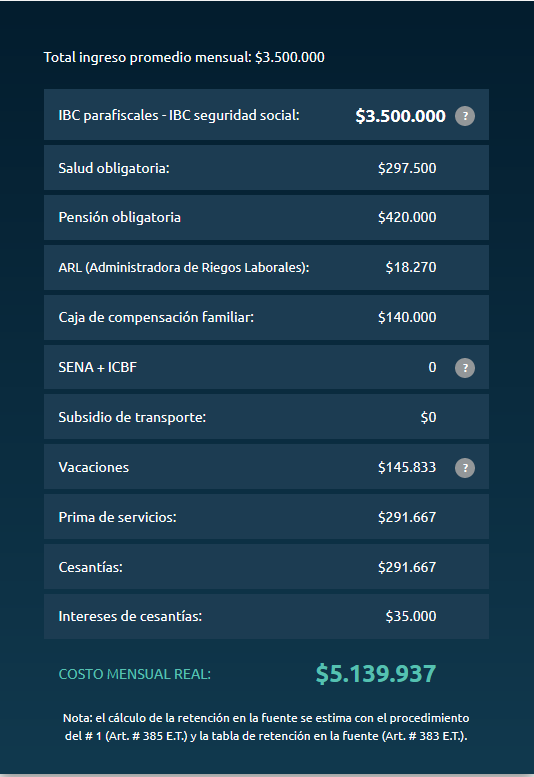 Total ingreso promedio mensual: $3.500.000
IBC parafiscales - IBC seguridad social: $3.500.000 ?
Salud obligatoria: $297.500
Pensión obligatoria $420.000
ARL (Administradora de Riegos Laborales): $18.270
Caja de compensación familiar: $140.000
SENA + ICBF 0 ?
Subsidio de transporte: $0
Vacaciones $145.833 ?
Prima de servicios: $291.667
Cesantías: $291.667
Intereses de cesantías: $35.000
COSTO MENSUAL REAL: $5.139.937
Nota: el cálculo de la retención en la fuente se estima con el procedimiento
del # 1 (Art. # 385 E.T.) y la tabla de retención en la fuente (Art. # 383 E.T.).